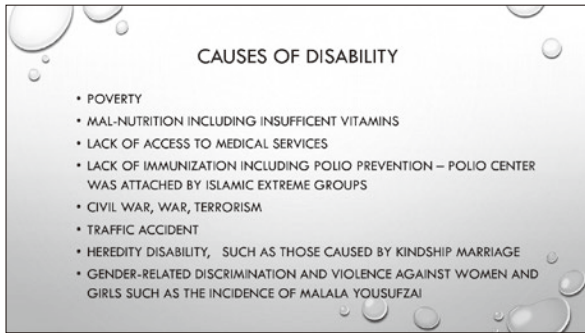 CAUSES OF DISABILITY
• POVERTY
• MAL-NUTRITION INCLUDING INSUFFICENT VITAMINS
• LACK OF ACCESS TO MEDICAL SERVICES
• LACK OF IMMUNIZATION INCLUDING POLIO PREVENTION – POLIO CENTER
WAS ATTACHED BY ISLAMIC EXTREME GROUPS
• CIVIL WAR, WAR, TERRORISM
• TRAFFIC ACCIDENT
• HEREDITY DISABILITY, SUCH AS THOSE CAUSED BY KINDSHIP MARRIAGE
• GENDER-RELATED DISCRIMINATION AND VIOLENCE AGAINST WOMEN AND
GIRLS SUCH AS THE INCIDENCE OF MALALA YOUSUFZAI